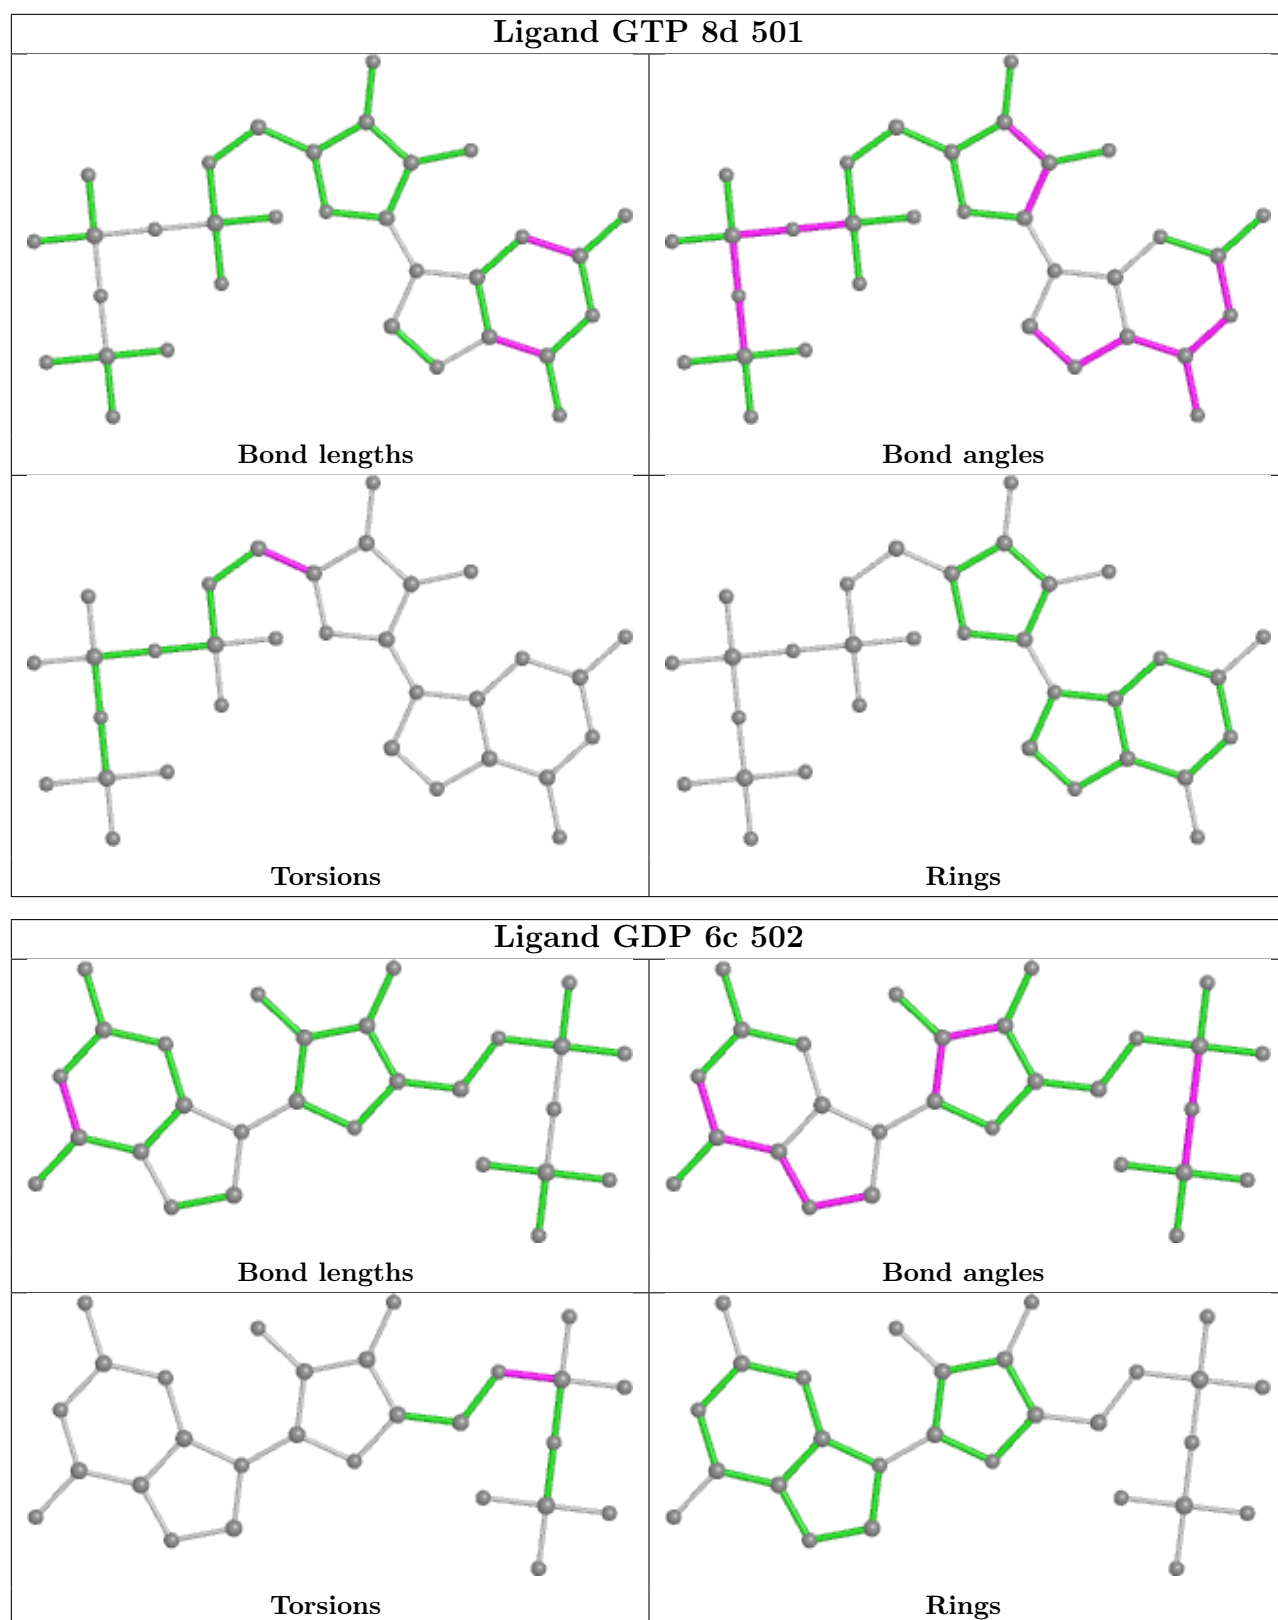 Ligand GTP 8d 501
Bond lengths
Bond angles
Torsions
Rings
Ligand GDP 6c 502
Bond lengths
Bond angles
Torsions
Rings